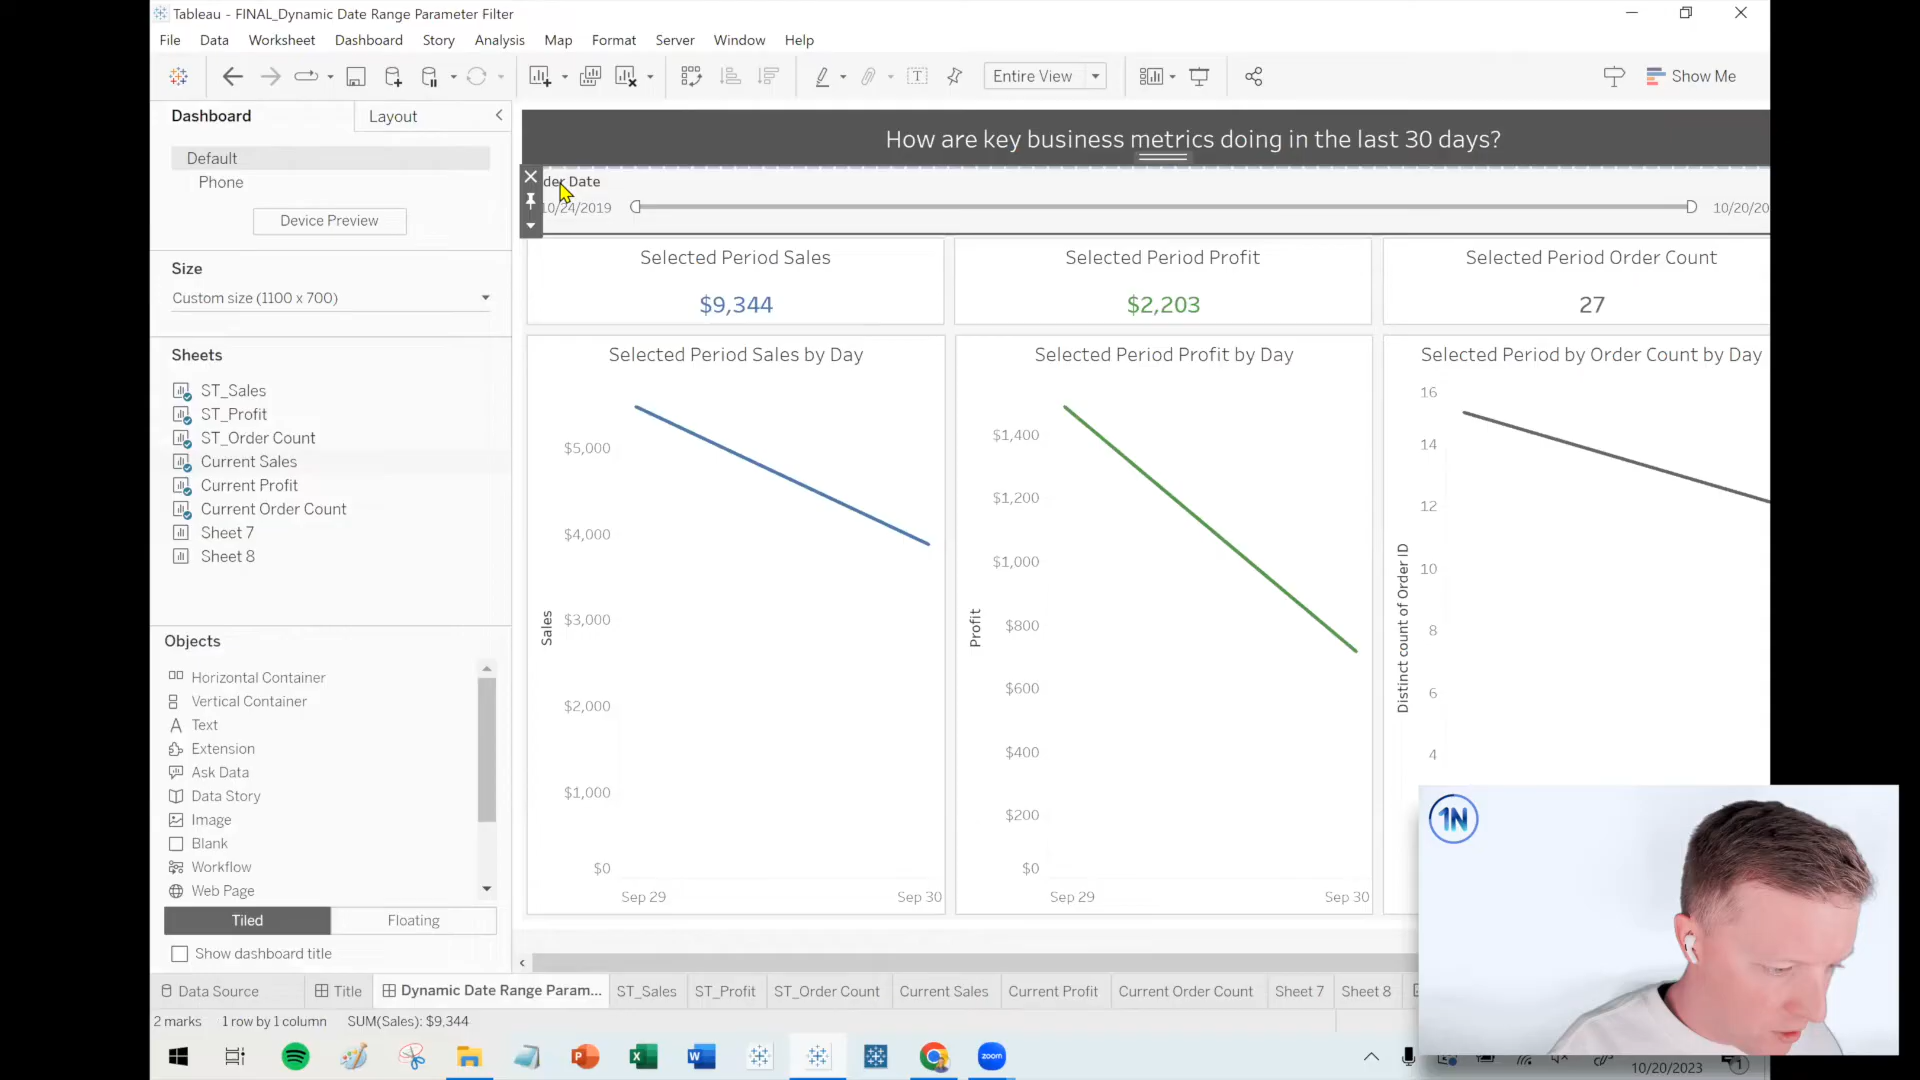 Tableau - FINAL_Dynamic Date Range Parameter Filter
File Data Worksheet Dashboard Story Analysis Map Format Server Window Help
Entire View
Show Me
Dashboard Layout
Default
Phone
Device Preview
Size
Custom size (1100 x 700)
Sheets
ST_Sales
ST_Profit
ST_Order Count
Current Sales
Current Profit
Current Order Count
Sheet 7
Sheet 8
Objects
Horizontal Container
Vertical Container
Text
Extension
Ask Data
Data Story
Image
Blank
Workflow
Web Page
Tiled Floating
Show dashboard title
How are key business metrics doing in the last 30 days?
der Date
10/24/2019
10/20/20
Selected Period Sales
$9,344
Selected Period Profit
$2,203
Selected Period Order Count
27
Selected Period Sales by Day
$5,000
$4,000
$3,000
$2,000
$1,000
$0
Sales
Sep 29 Sep 30
Selected Period Profit by Day
$1,400
$1,200
$1,000
$800
$600
$400
$200
$0
Profit
Sep 29 Sep 30
Selected Period by Order Count by Day
16
14
12
10
8
6
4
Distinct count of Order ID
1N
Data Source Title Dynamic Date Range Param... ST_Sales ST_Profit ST_Order Count Current Sales Current Profit Current Order Count Sheet 7 Sheet 8
2 marks 1 row by 1 column SUM(Sales): $9,344
zoom
10/20/2023
1